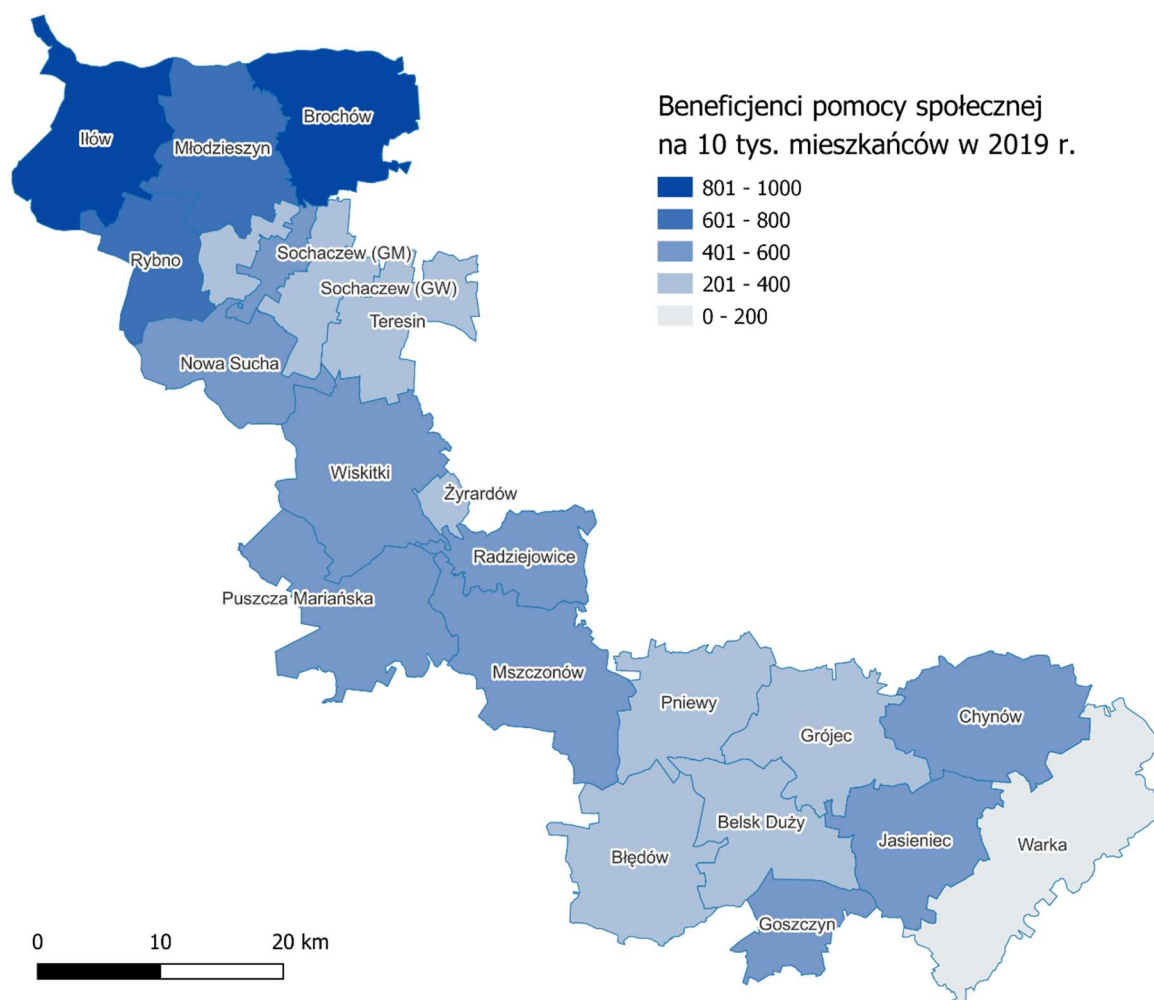 Beneficjenci pomocy społecznej
na 10 tys. mieszkańców w 2019 r.
801 - 1000
601 - 800
401 - 600
201 - 400
0 - 200
Iłów
Młodzieszyn
Brochów
Rybno
Sochaczew (GM)
Sochaczew (GW)
Teresin
Nowa Sucha
Wiskitki
Żyrardów
Radziejowice
Puszcza Mariańska
Mszczonów
Pniewy
Grójec
Chynów
Belsk Duży
Jasieniec
Warka
Błędów
Goszczyn
0 10 20 km